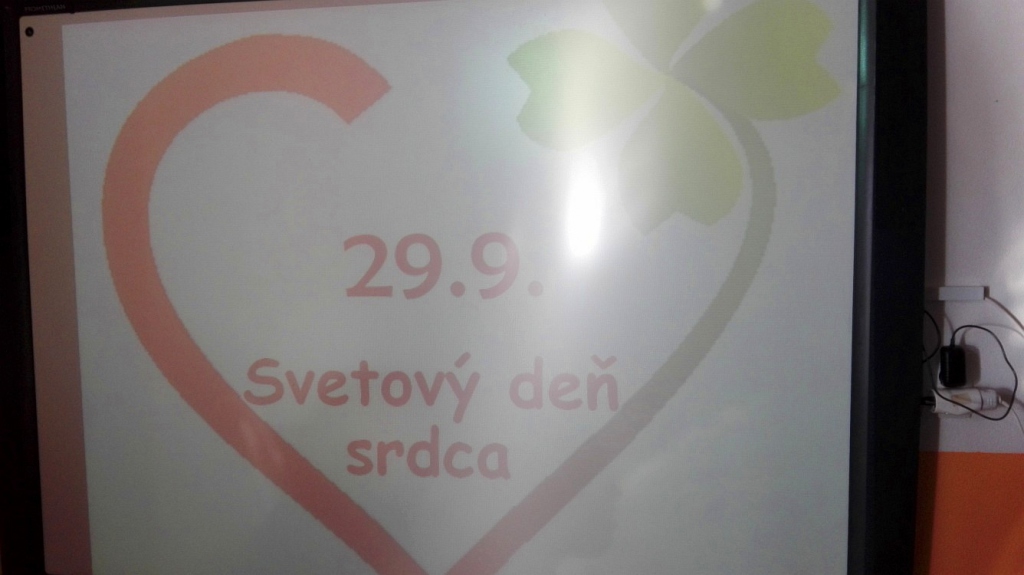 29.9.
Svetový deň
srdca